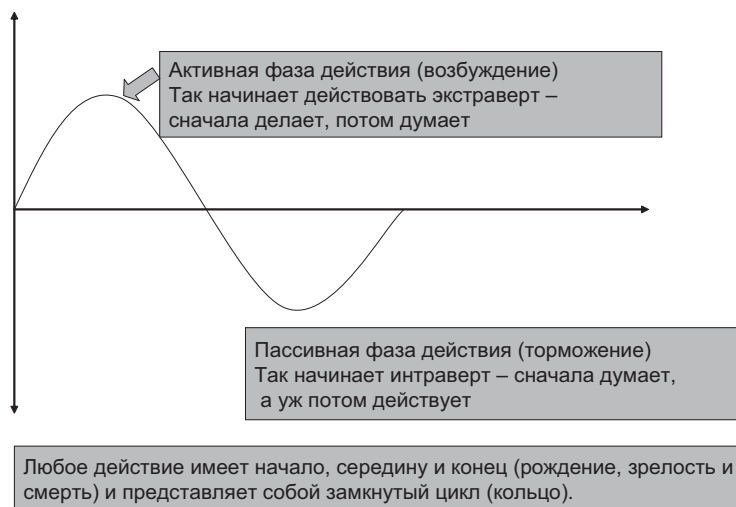 Активная фаза действия (возбуждение)
Так начинает действовать экстраверт –
сначала делает, потом думает
Пассивная фаза действия (торможение)
Так начинает интраверт – сначала думает,
а уж потом действует
Любое действие имеет начало, середину и конец (рождение, зрелость и
смерть) и представляет собой замкнутый цикл (кольцо).